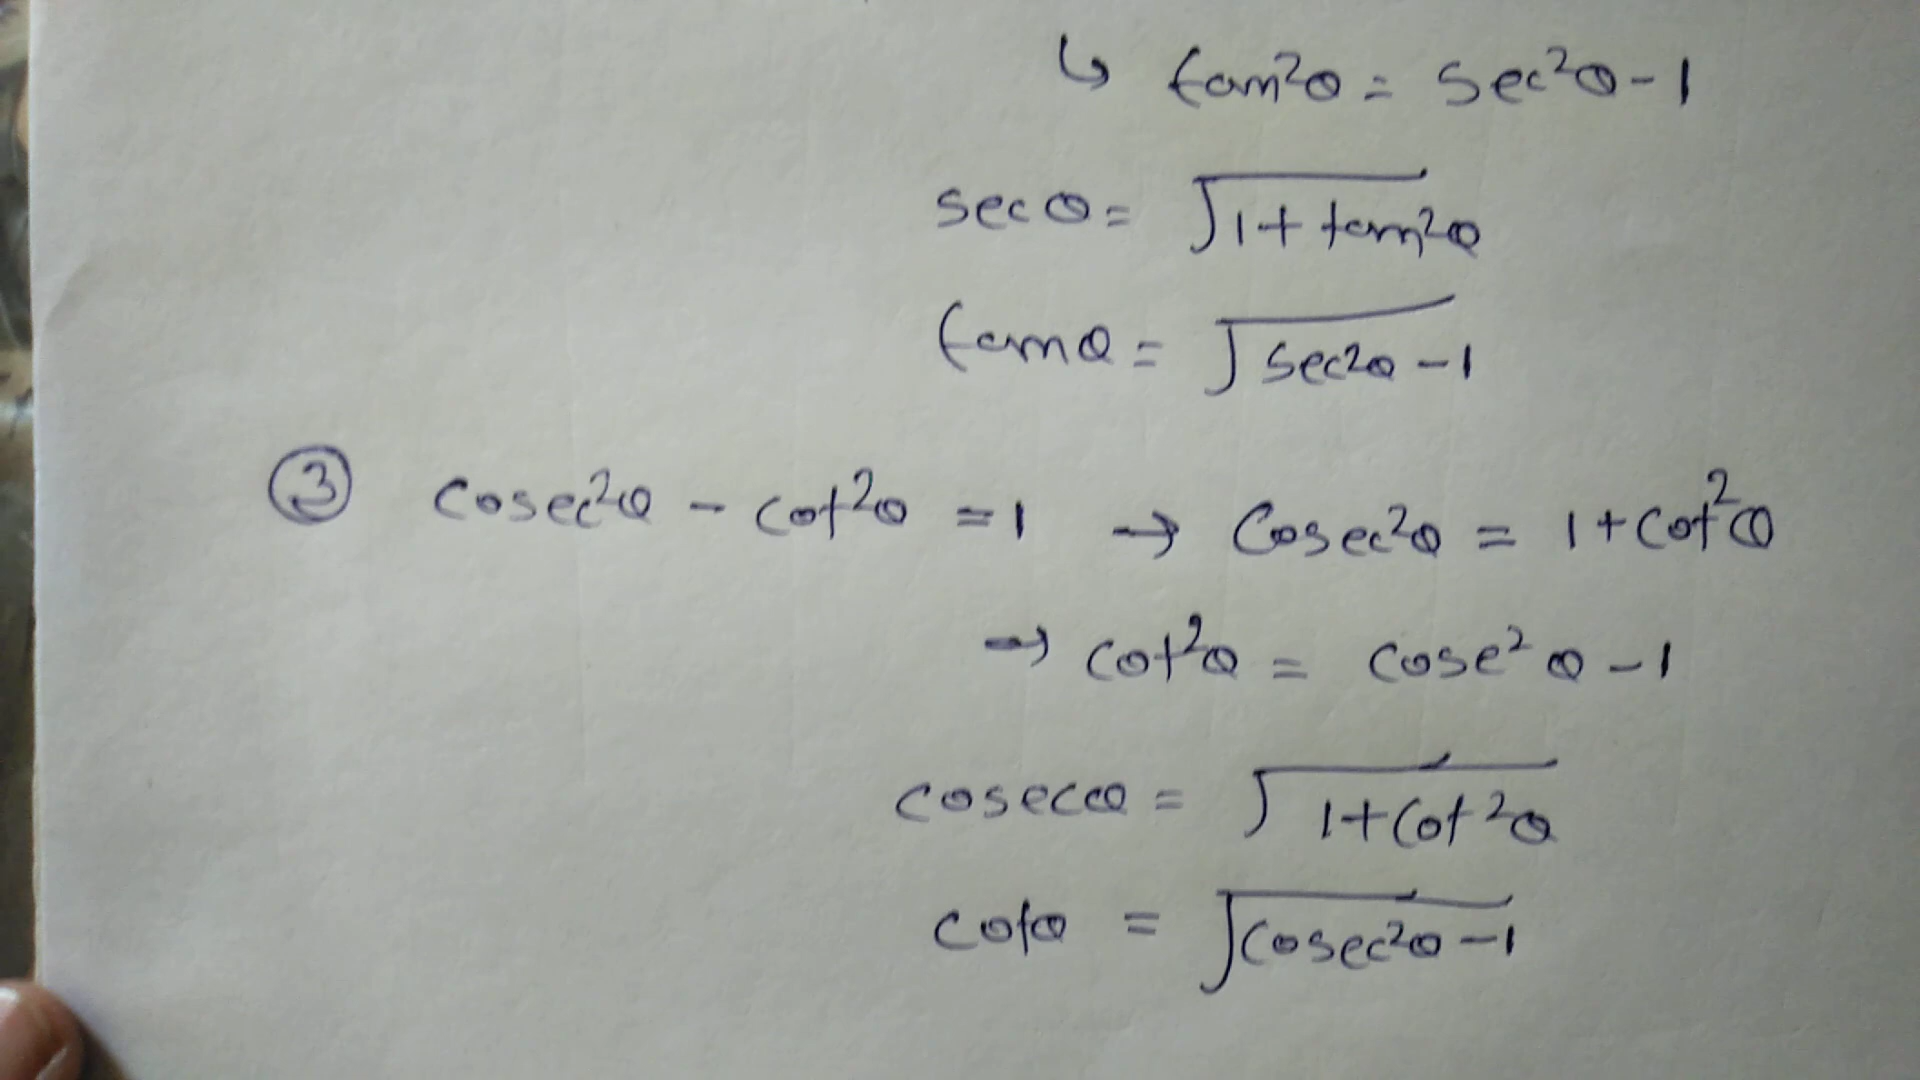 ↳ tan²θ = sec²θ - 1
secθ = √1 + tan²θ
tanθ = √sec²θ - 1
③ cosec²θ - cot²θ = 1 → Cosec²θ = 1 + cot²θ
→ cot²θ = cose²θ - 1
cosecθ = √1 + cot²θ
cotθ = √cosec²θ - 1